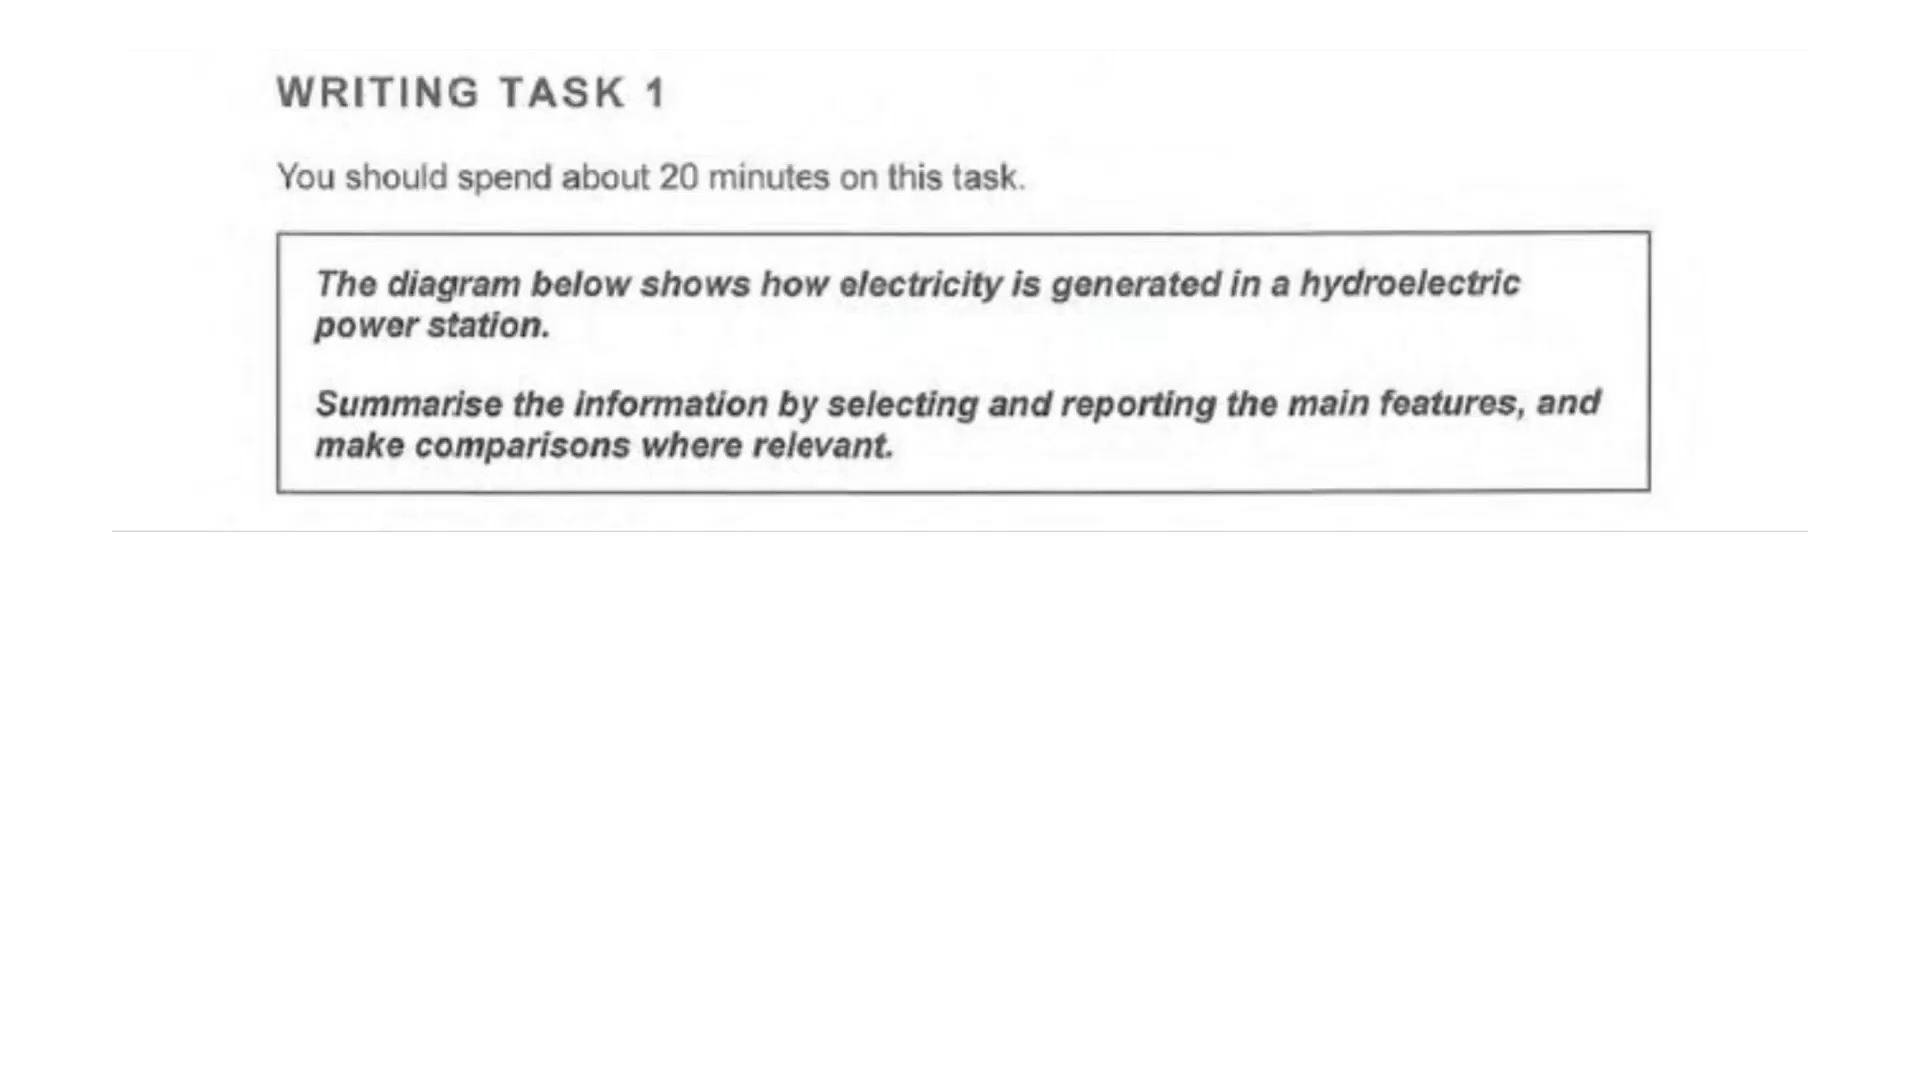 WRITING TASK 1
You should spend about 20 minutes on this task.
The diagram below shows how electricity is generated in a hydroelectric
power station.
Summarise the information by selecting and reporting the main features, and
make comparisons where relevant.